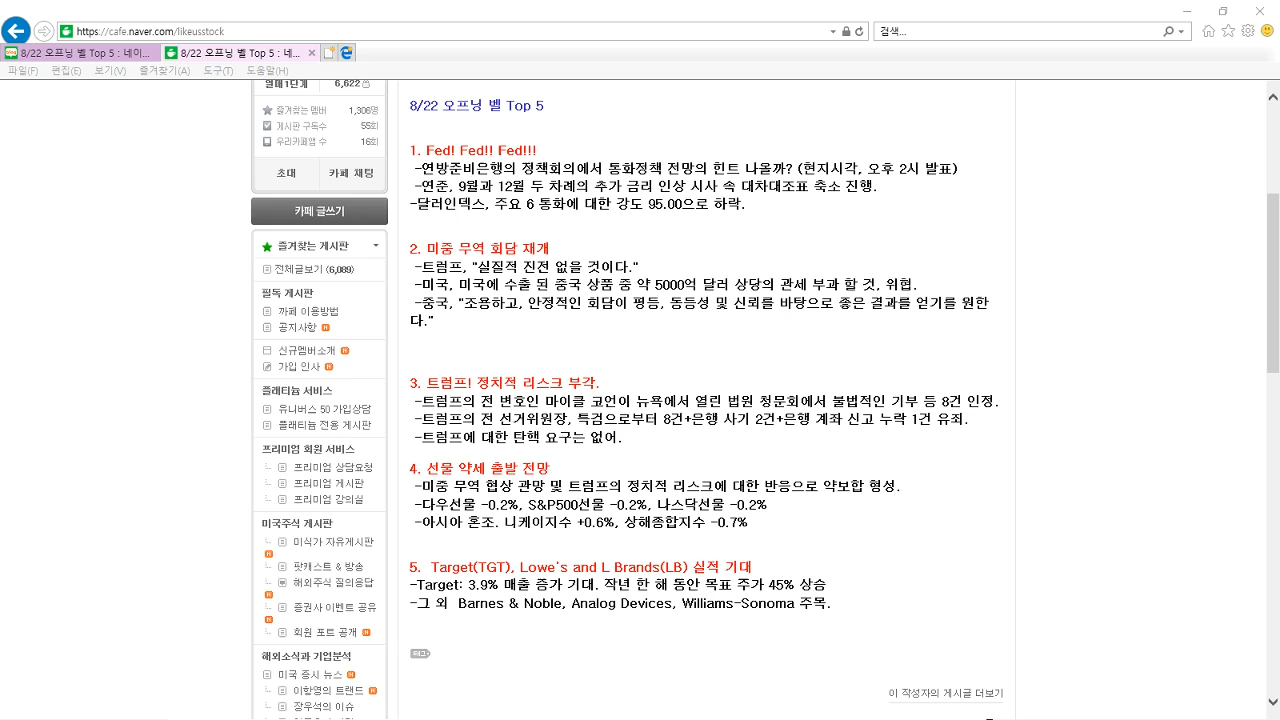 https://cafe.naver.com/likeusstock
검색...
8/22 오프닝 벨 Top 5 : 네이...
8/22 오프닝 벨 Top 5 : 네...
파일(F) 편집(E) 보기(V) 즐겨찾기(A) 도구(T) 도움말(H)
열매1단계 6,622
즐겨찾는 멤버 1,306명
게시판 구독수 55회
우리카페앱 수 16회
초대 카페 채팅
카페 글쓰기
즐겨찾는 게시판
전체글보기 (6,089)
필독 게시판
까페 이용방법
공지사항
신규멤버소개
가입 인사
플래티늄 서비스
유니버스 50 가입상담
플래티늄 전용 게시판
프리미엄 회원 서비스
프리미엄 상담요청
프리미엄 게시판
프리미엄 강의실
미국주식 게시판
미식가 자유게시판
팟캐스트 & 방송
해외주식 질의응답
증권사 이벤트 공유
회원 포트 공개
해외소식과 기업분석
미국 증시 뉴스
이항영의 트랜드
장우석의 이슈
8/22 오프닝 벨 Top 5
1. Fed! Fed!! Fed!!!
-연방준비은행의 정책회의에서 통화정책 전망의 힌트 나올까? (현지시각, 오후 2시 발표)
-연준, 9월과 12월 두 차례의 추가 금리 인상 시사 속 대차대조표 축소 진행.
-달러인덱스, 주요 6 통화에 대한 강도 95.00으로 하락.
2. 미중 무역 회담 재개
-트럼프, "실질적 진전 없을 것이다."
-미국, 미국에 수출 된 중국 상품 중 약 5000억 달러 상당의 관세 부과 할 것, 위협.
-중국, "조용하고, 안정적인 회담이 평등, 동등성 및 신뢰를 바탕으로 좋은 결과를 얻기를 원한
다."
3. 트럼프! 정치적 리스크 부각.
-트럼프의 전 변호인 마이클 코언이 뉴욕에서 열린 법원 청문회에서 불법적인 기부 등 8건 인정.
-트럼프의 전 선거위원장, 특검으로부터 8건+은행 사기 2건+은행 계좌 신고 누락 1건 유죄.
-트럼프에 대한 탄핵 요구는 없어.
4. 선물 약세 출발 전망
-미중 무역 협상 관망 및 트럼프의 정치적 리스크에 대한 반응으로 약보합 형성.
-다우선물 -0.2%, S&P500선물 -0.2%, 나스닥선물 -0.2%
-아시아 혼조. 니케이지수 +0.6%, 상해종합지수 -0.7%
5. Target(TGT), Lowe's and L Brands(LB) 실적 기대
-Target: 3.9% 매출 증가 기대. 작년 한 해 동안 목표 주가 45% 상승
-그 외 Barnes & Noble, Analog Devices, Williams-Sonoma 주목.
태그
이 작성자의 게시글 더보기